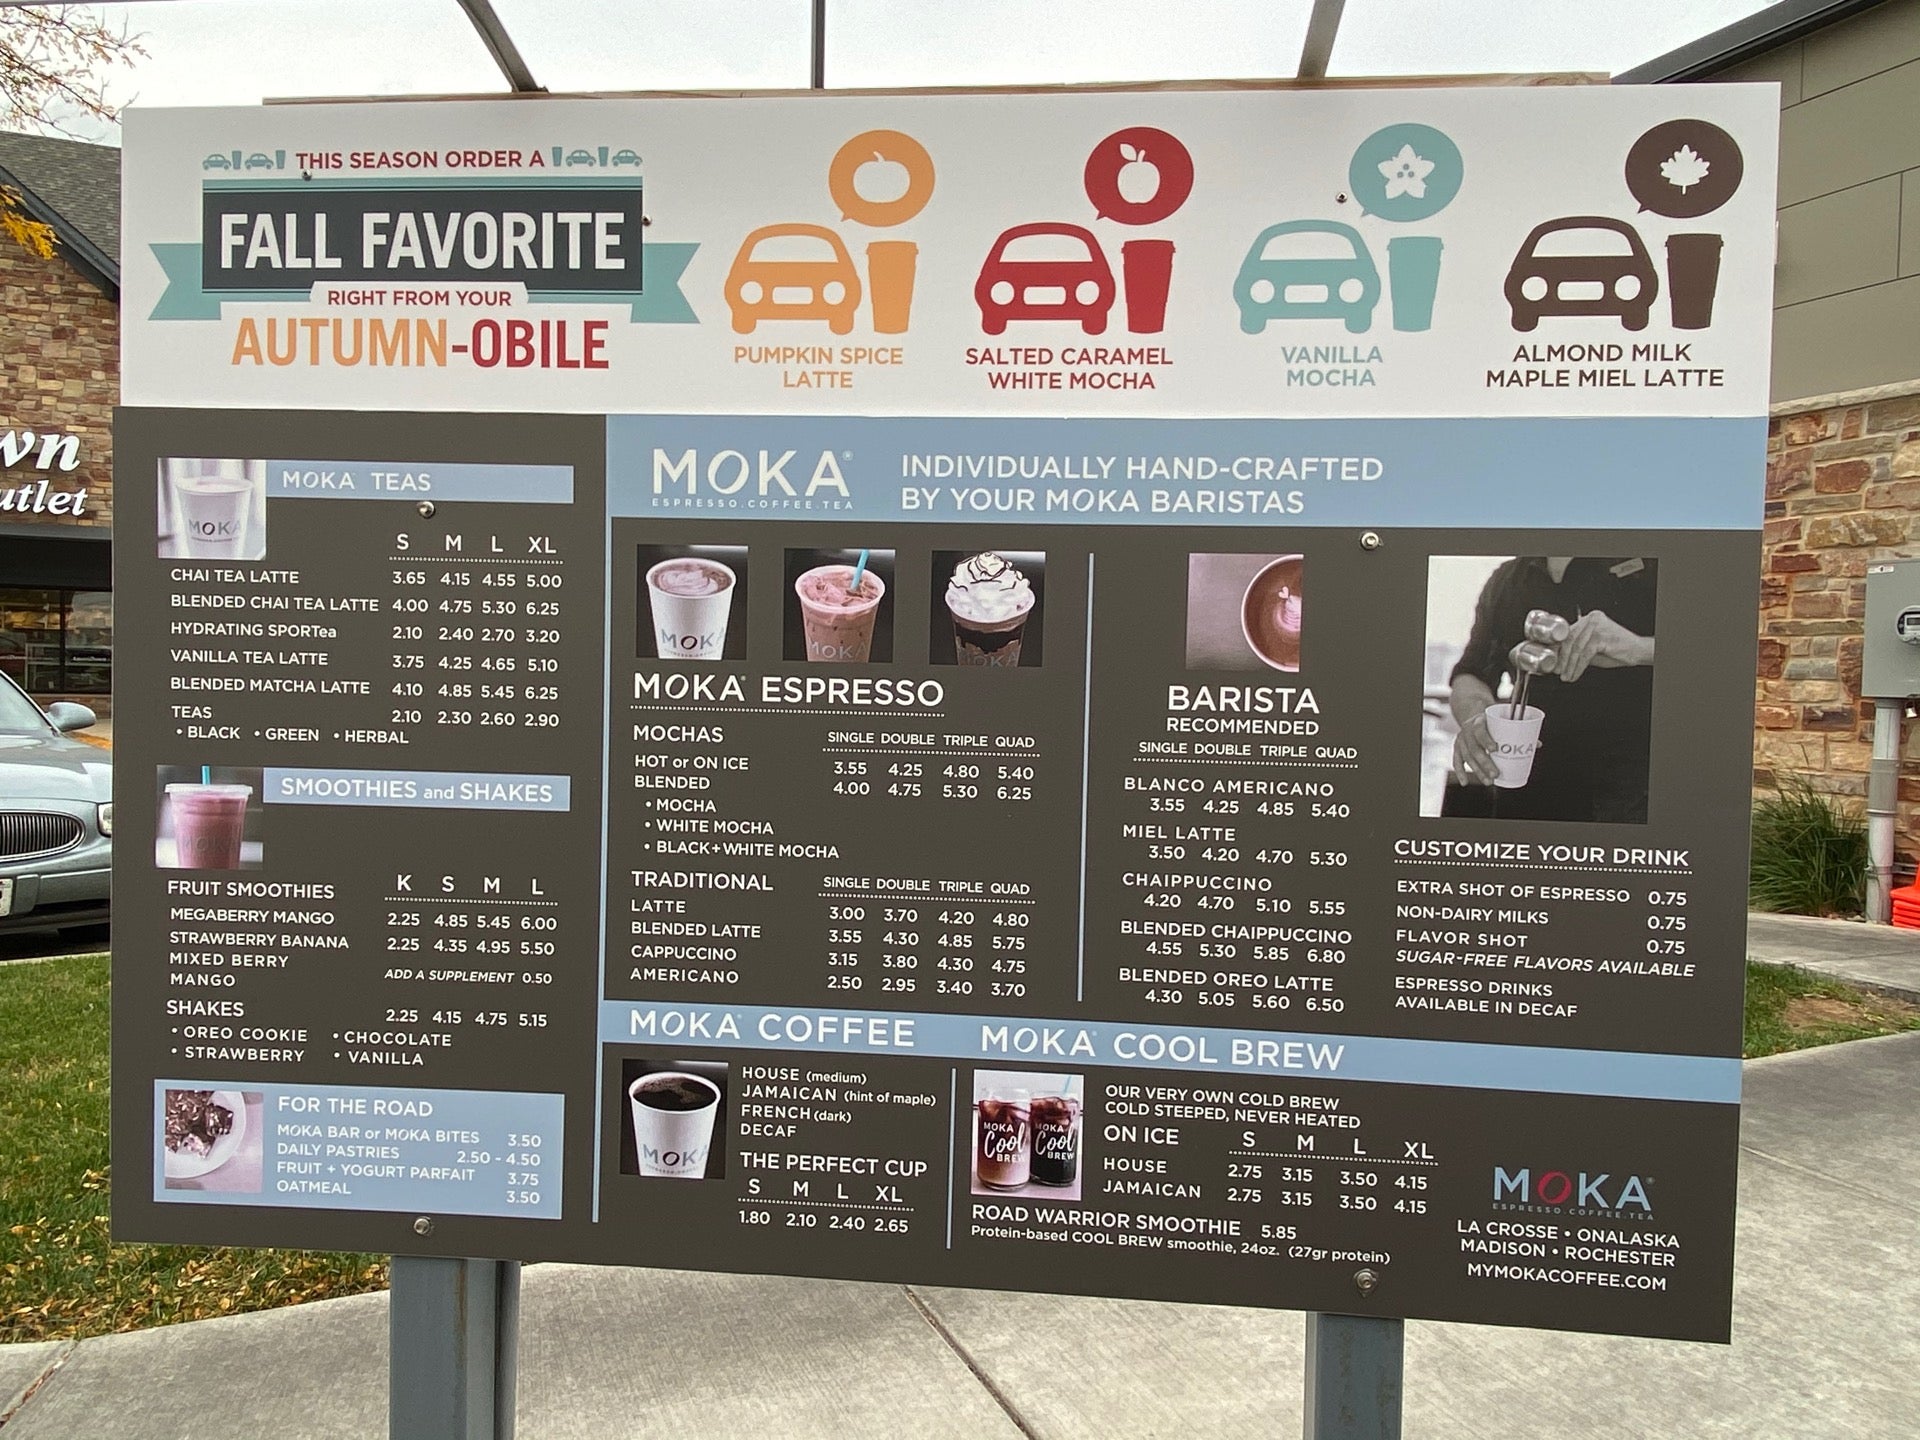 THIS SEASON ORDER A
FALL FAVORITE
RIGHT FROM YOUR
AUTUMN-OBILE
PUMPKIN SPICE
LATTE
SALTED CARAMEL
WHITE MOCHA
VANILLA
MOCHA
ALMOND MILK
MAPLE MIEL LATTE
wn
utlet
MOKA TEAS
MOKA
S M L XL
CHAI TEA LATTE 3.65 4.15 4.55 5.00
BLENDED CHAI TEA LATTE 4.00 4.75 5.30 6.25
HYDRATING SPORTea 2.10 2.40 2.70 3.20
VANILLA TEA LATTE 3.75 4.25 4.65 5.10
BLENDED MATCHA LATTE 4.10 4.85 5.45 6.25
TEAS 2.10 2.30 2.60 2.90
• BLACK • GREEN • HERBAL
SMOOTHIES and SHAKES
FRUIT SMOOTHIES K S M L
MEGABERRY MANGO 2.25 4.85 5.45 6.00
STRAWBERRY BANANA 2.25 4.35 4.95 5.50
MIXED BERRY
MANGO ADD A SUPPLEMENT 0.50
SHAKES 2.25 4.15 4.75 5.15
• OREO COOKIE • CHOCOLATE
• STRAWBERRY • VANILLA
FOR THE ROAD
MOKA BAR or MOKA BITES 3.50
DAILY PASTRIES 2.50 - 4.50
FRUIT + YOGURT PARFAIT 3.75
OATMEAL 3.50
MOKA®
ESPRESSO.COFFEE.TEA
INDIVIDUALLY HAND-CRAFTED
BY YOUR MOKA BARISTAS
MOKA MOKA MOKA
MOKA® ESPRESSO
MOCHAS SINGLE DOUBLE TRIPLE QUAD
HOT or ON ICE 3.55 4.25 4.80 5.40
BLENDED 4.00 4.75 5.30 6.25
• MOCHA
• WHITE MOCHA
• BLACK+WHITE MOCHA
TRADITIONAL SINGLE DOUBLE TRIPLE QUAD
LATTE 3.00 3.70 4.20 4.80
BLENDED LATTE 3.55 4.30 4.85 5.75
CAPPUCCINO 3.15 3.80 4.30 4.75
AMERICANO 2.50 2.95 3.40 3.70
BARISTA
RECOMMENDED
SINGLE DOUBLE TRIPLE QUAD
BLANCO AMERICANO
3.55 4.25 4.85 5.40
MIEL LATTE
3.50 4.20 4.70 5.30
CHAIPPUCCINO
4.20 4.70 5.10 5.55
BLENDED CHAIPPUCCINO
4.55 5.30 5.85 6.80
BLENDED OREO LATTE
4.30 5.05 5.60 6.50
MOKA
CUSTOMIZE YOUR DRINK
EXTRA SHOT OF ESPRESSO 0.75
NON-DAIRY MILKS 0.75
FLAVOR SHOT 0.75
SUGAR-FREE FLAVORS AVAILABLE
ESPRESSO DRINKS
AVAILABLE IN DECAF
MOKA® COFFEE
MOKA
HOUSE (medium)
JAMAICAN (hint of maple)
FRENCH (dark)
DECAF
THE PERFECT CUP
S M L XL
1.80 2.10 2.40 2.65
MOKA® COOL BREW
MOKA Cool BREW
MOKA Cool BREW
OUR VERY OWN COLD BREW
COLD STEEPED, NEVER HEATED
ON ICE S M L XL
HOUSE 2.75 3.15 3.50 4.15
JAMAICAN 2.75 3.15 3.50 4.15
ROAD WARRIOR SMOOTHIE 5.85
Protein-based COOL BREW smoothie, 24oz. (27gr protein)
MOKA®
ESPRESSO.COFFEE.TEA
LA CROSSE • ONALASKA
MADISON • ROCHESTER
MYMOKACOFFEE.COM